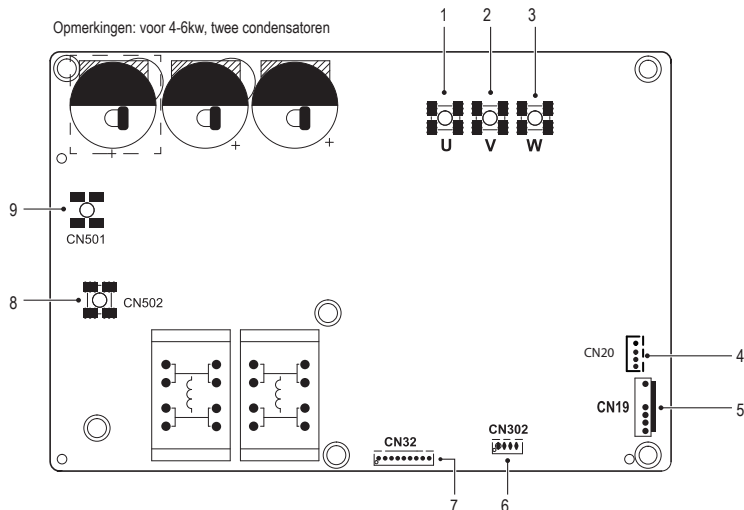 Opmerkingen: voor 4-6kw, twee condensatoren
1
2
3
U
V
W
9
CN501
8
CN502
CN20
4
CN19
5
CN302
CN32
7
6